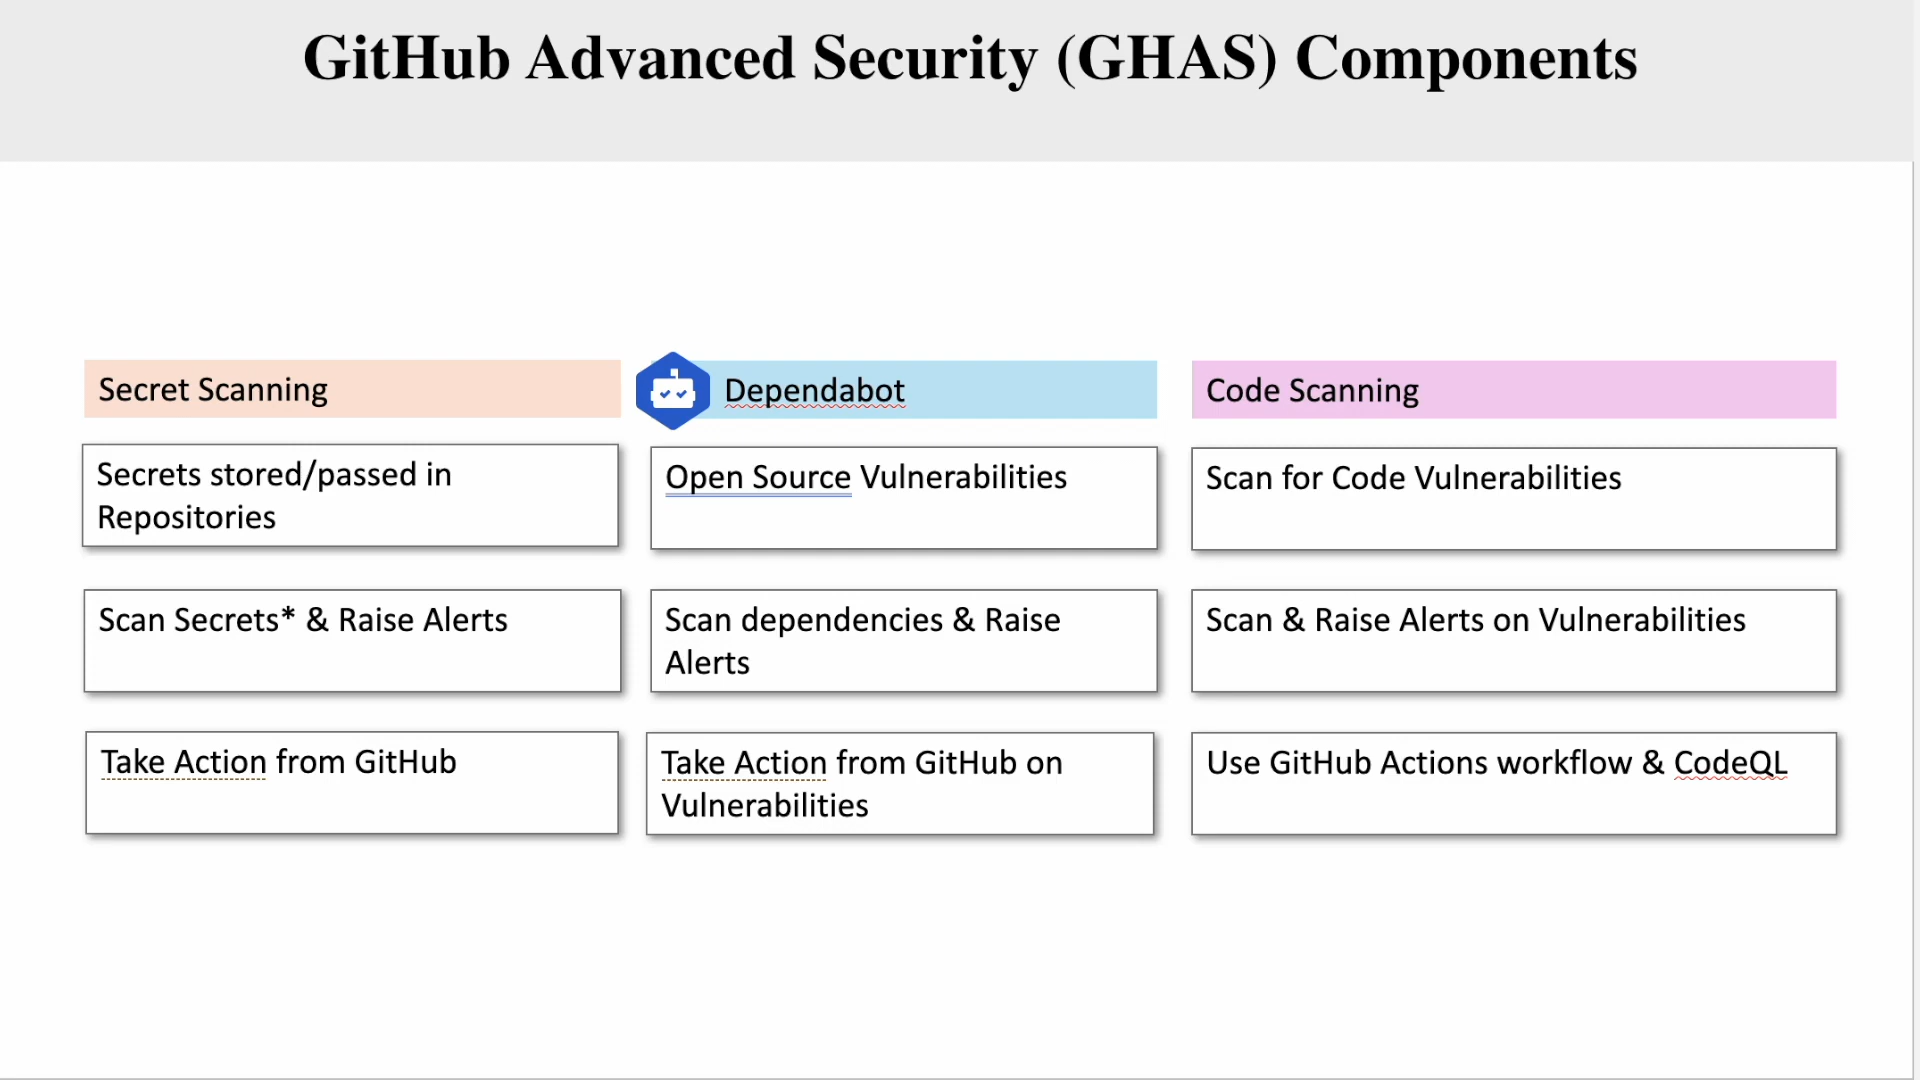 GitHub Advanced Security (GHAS) Components
Secret Scanning
Secrets stored/passed in
Repositories
Scan Secrets* & Raise Alerts
Take Action from GitHub
Dependabot
Open Source Vulnerabilities
Scan dependencies & Raise
Alerts
Take Action from GitHub on
Vulnerabilities
Code Scanning
Scan for Code Vulnerabilities
Scan & Raise Alerts on Vulnerabilities
Use GitHub Actions workflow & CodeQL